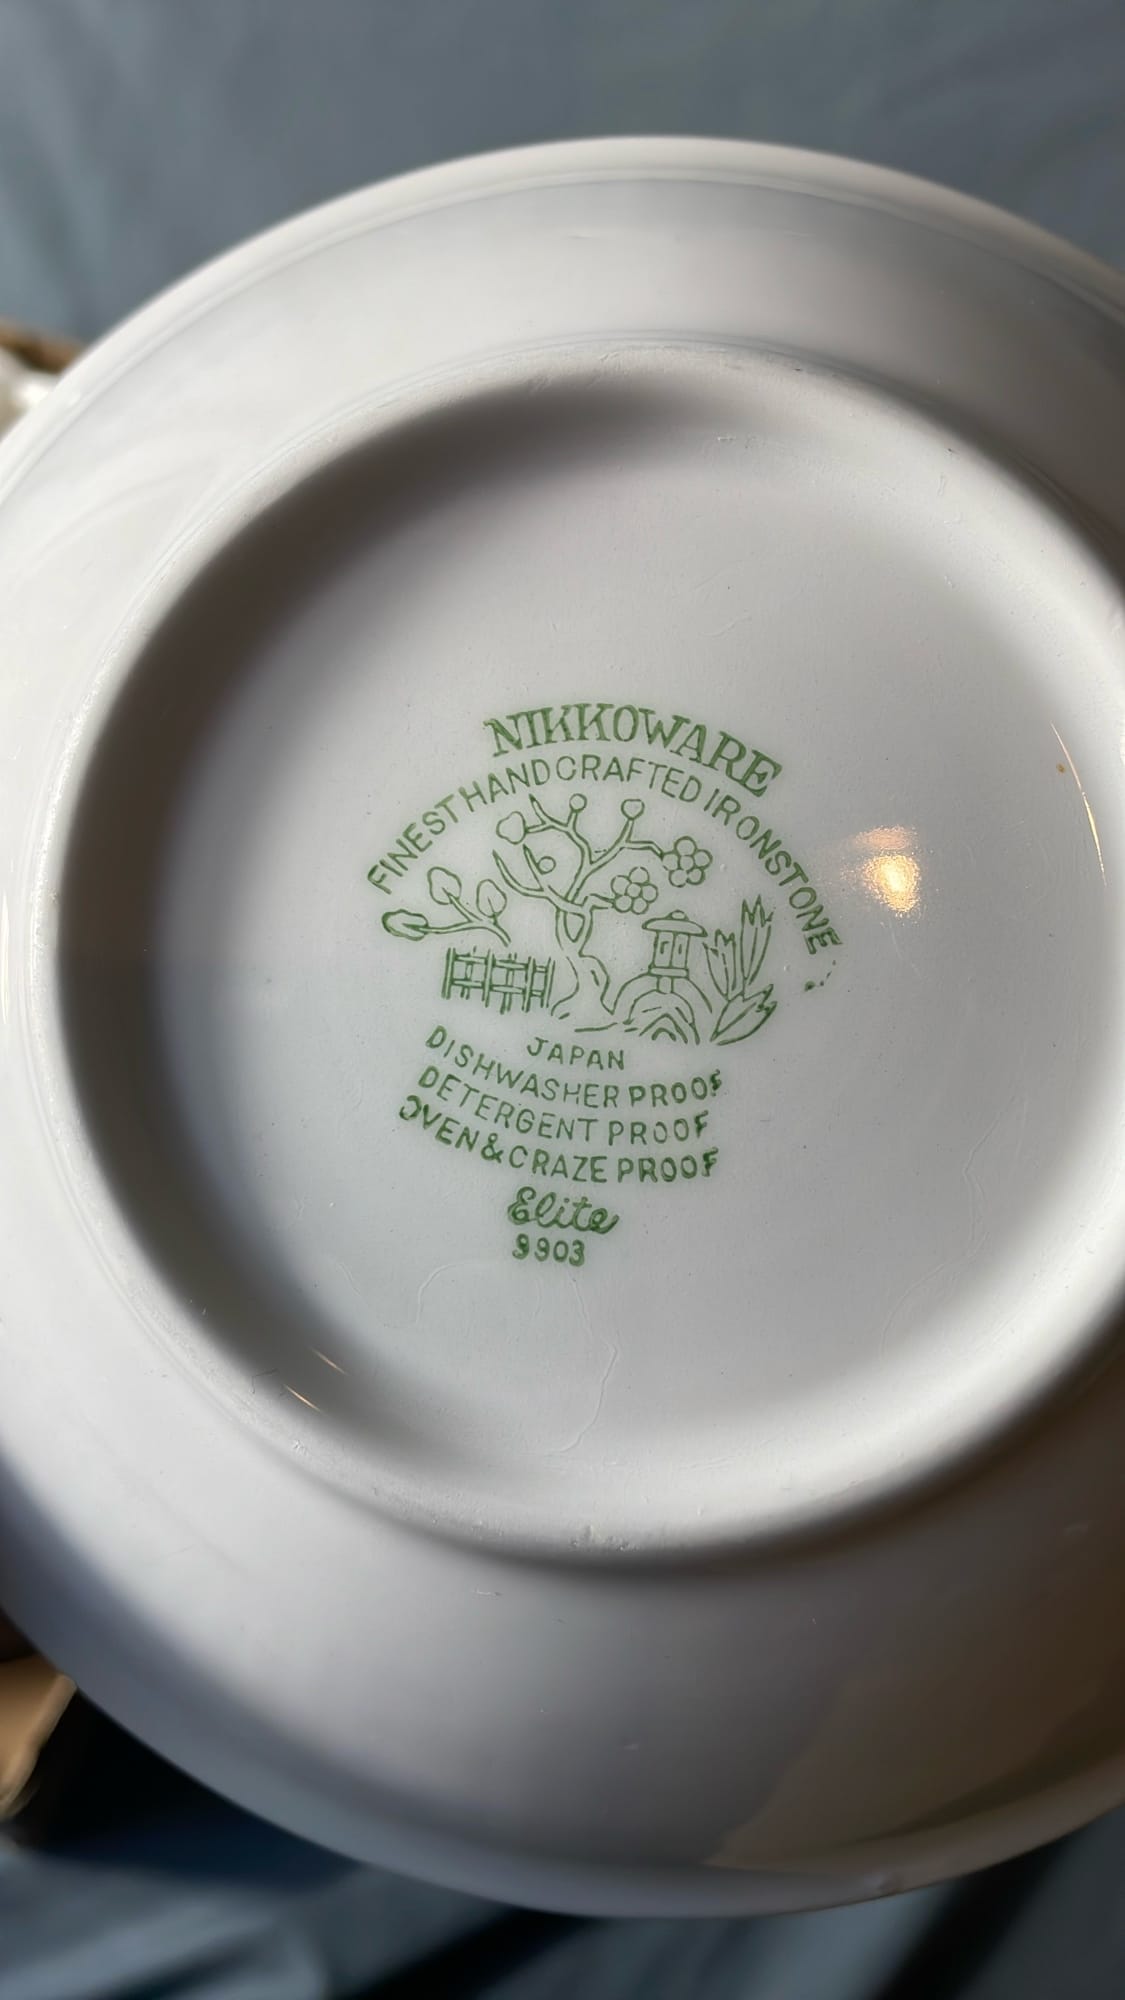 NIKKOWARE
FINEST HANDCRAFTED IRONSTONE
JAPAN
DISHWASHER PROOF
DETERGENT PROOF
OVEN & CRAZE PROOF
Elite
9903